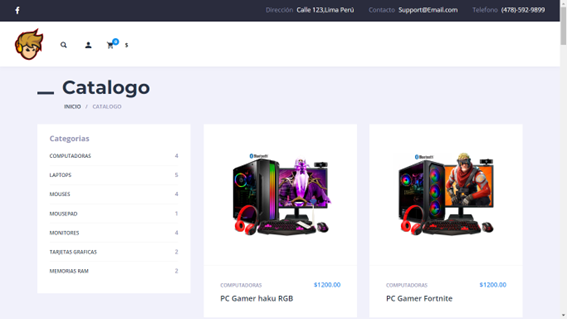 Dirección Calle 123,Lima Perú Contacto Support@Email.com Telefono (478)-592-9899
$
Catalogo
INICIO / CATALOGO
Categorias
COMPUTADORAS 4
LAPTOPS 5
MOUSES 4
MOUSEPAD 1
MONITORES 4
TARJETAS GRAFICAS 2
MEMORIAS RAM 2
Bluetooth
COMPUTADORAS $1200.00
PC Gamer haku RGB
Bluetooth
COMPUTADORAS $1200.00
PC Gamer Fortnite